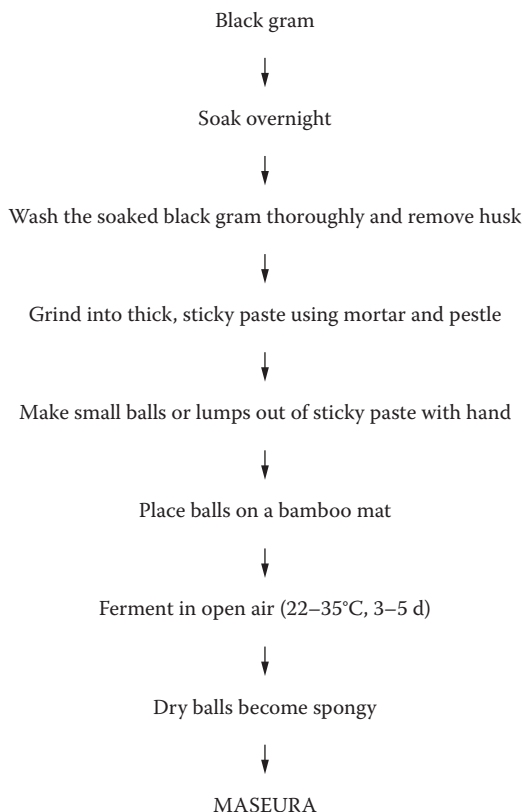 Black gram
Soak overnight
Wash the soaked black gram thoroughly and remove husk
Grind into thick, sticky paste using mortar and pestle
Make small balls or lumps out of sticky paste with hand
Place balls on a bamboo mat
Ferment in open air (22–35°C, 3–5 d)
Dry balls become spongy
MASEURA